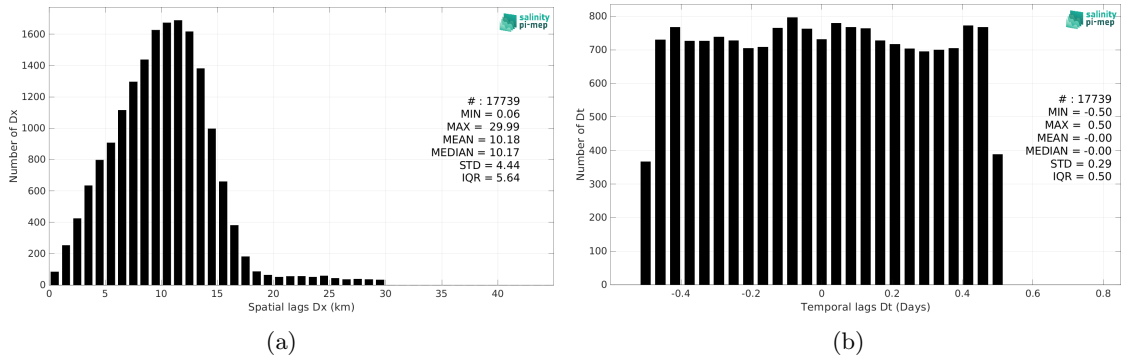 salinity
pi-mep
1600
1400
1200
1000
800
600
400
200
0
Number of Dx
# : 17739
MIN = 0.06
MAX = 29.99
MEAN = 10.18
MEDIAN = 10.17
STD = 4.44
IQR = 5.64
0 5 10 15 20 25 30 35 40
Spatial lags Dx (km)
(a)
salinity
pi-mep
800
700
600
500
400
300
200
100
0
Number of Dt
# : 17739
MIN = -0.50
MAX = 0.50
MEAN = -0.00
MEDIAN = -0.00
STD = 0.29
IQR = 0.50
-0.4 -0.2 0 0.2 0.4 0.6 0.8
Temporal lags Dt (Days)
(b)